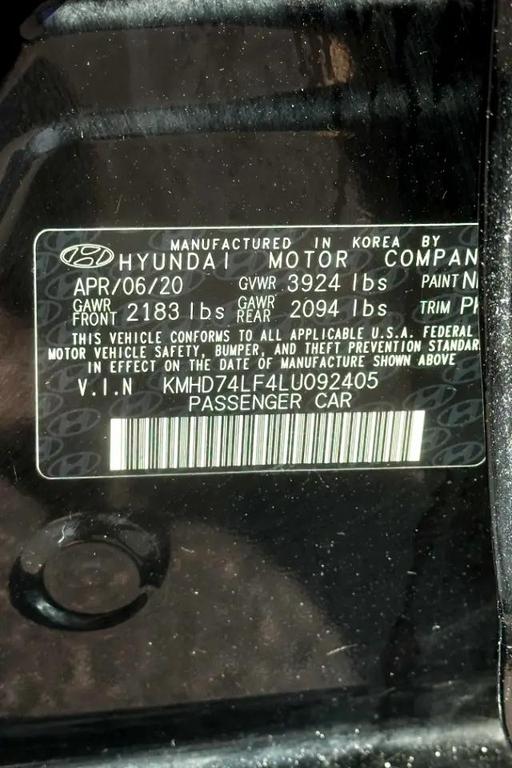 MANUFACTURED IN KOREA BY
HYUNDAI MOTOR COMPAN
APR/06/20 GVWR 3924 lbs PAINT N
GAWR FRONT 2183 lbs GAWR REAR 2094 lbs TRIM P
THIS VEHICLE CONFORMS TO ALL APPLICABLE U.S.A. FEDERAL
MOTOR VEHICLE SAFETY, BUMPER, AND THEFT PREVENTION STANDAR
IN EFFECT ON THE DATE OF MANUFACTURE SHOWN ABOVE
V.I.N KMHD74LF4LU092405
PASSENGER CAR